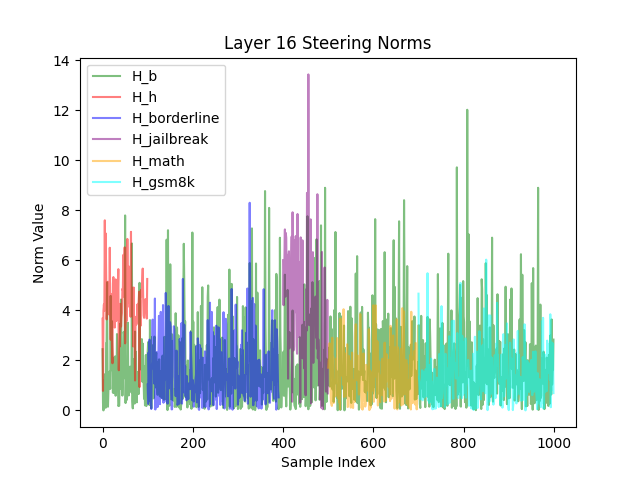 Layer 16 Steering Norms
14
12
10
8
6
4
2
0
Norm Value
H_b
H_h
H_borderline
H_jailbreak
H_math
H_gsm8k
0
200
400
600
800
1000
Sample Index